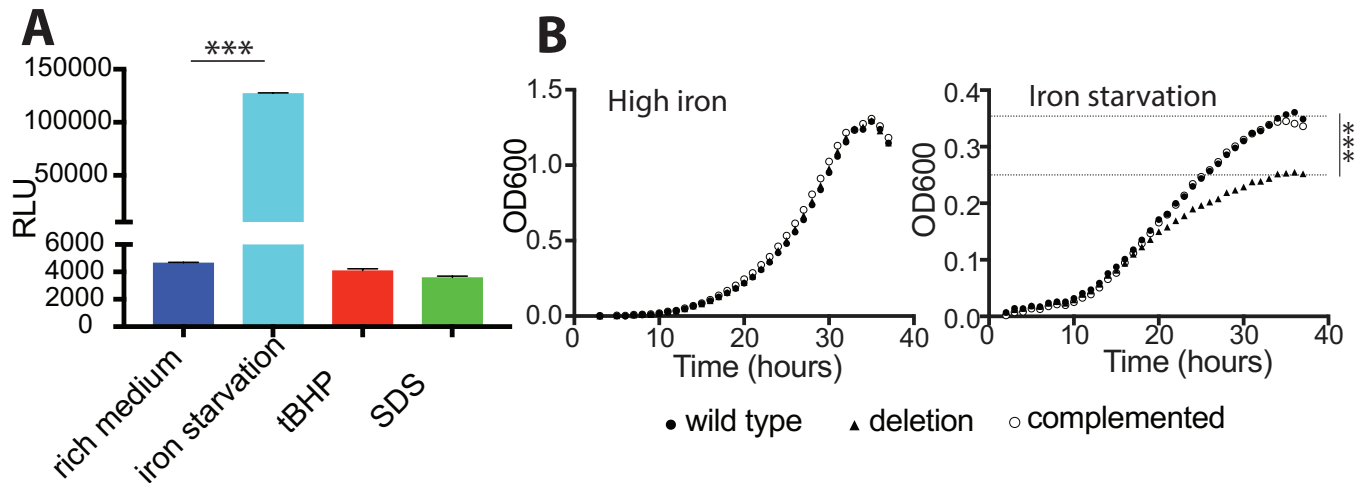 A
***
150000
100000
50000
6000
4000
2000
0
RLU
rich medium
iron starvation
tBHP
SDS
B
High iron
1.5
1.0
0.5
0.0
OD600
0 10 20 30 40
Time (hours)
Iron starvation
0.4
0.3
0.2
0.1
0.0
OD600
0 10 20 30 40
Time (hours)
***
● wild type ▲ deletion ○ complemented